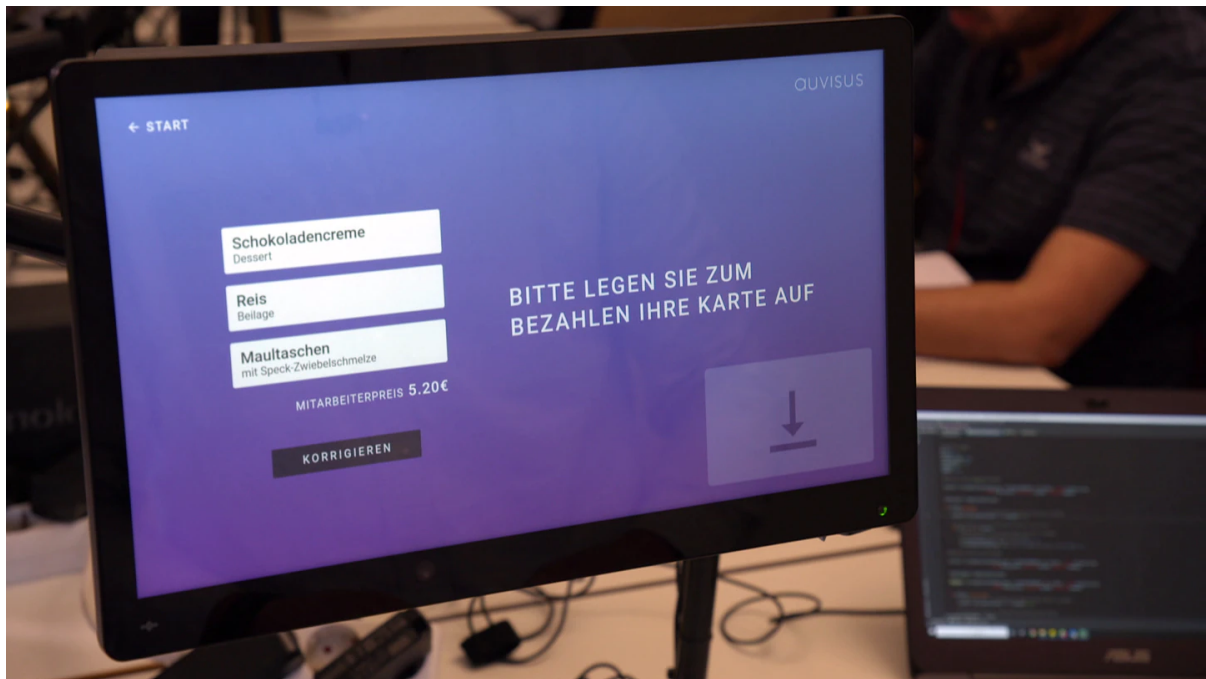 auvisus
← START
Schokoladencreme
Dessert
Reis
Beilage
Maultaschen
mit Speck-Zwiebelschmelze
MITARBEITERPREIS 5.20€
KORRIGIEREN
BITTE LEGEN SIE ZUM
BEZAHLEN IHRE KARTE AUF
ASUS